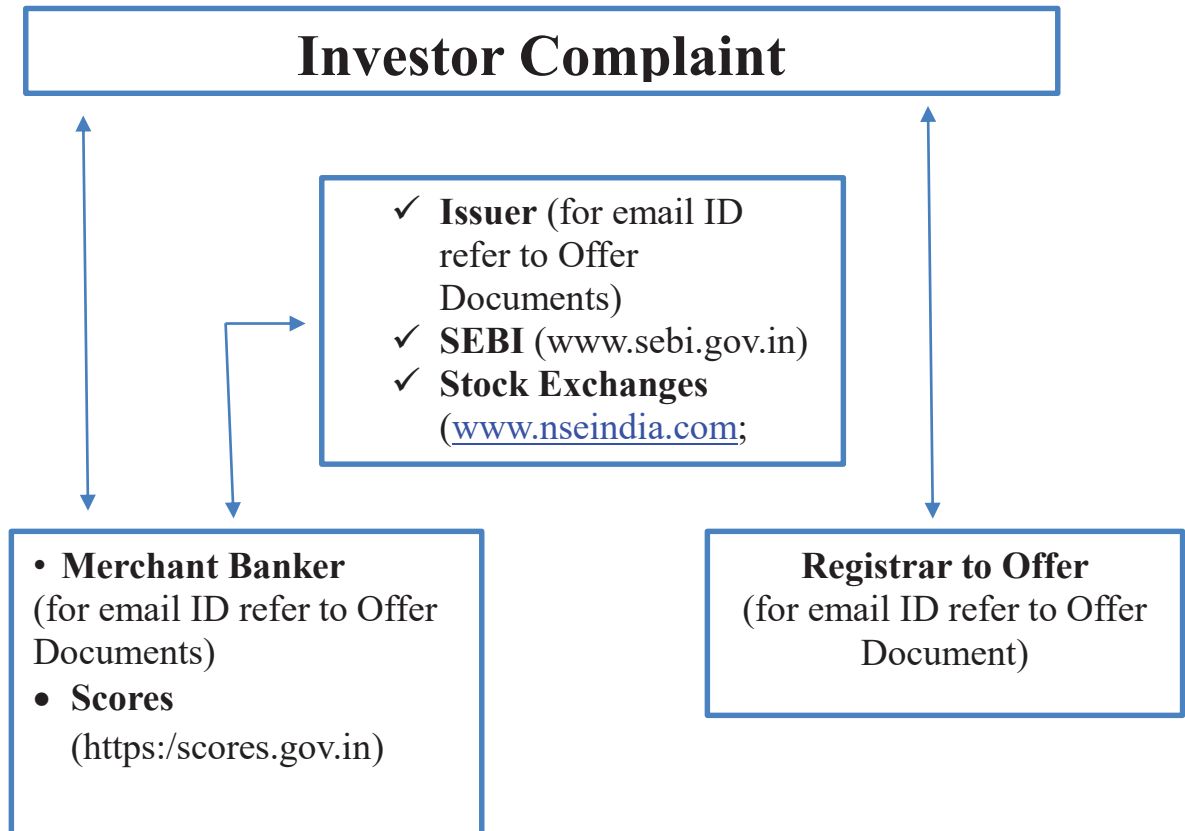 Investor Complaint
✓ Issuer (for email ID
refer to Offer
Documents)
✓ SEBI (www.sebi.gov.in)
✓ Stock Exchanges
(www.nseindia.com;
• Merchant Banker
(for email ID refer to Offer
Documents)
• Scores
(https:/scores.gov.in)
Registrar to Offer
(for email ID refer to Offer
Document)